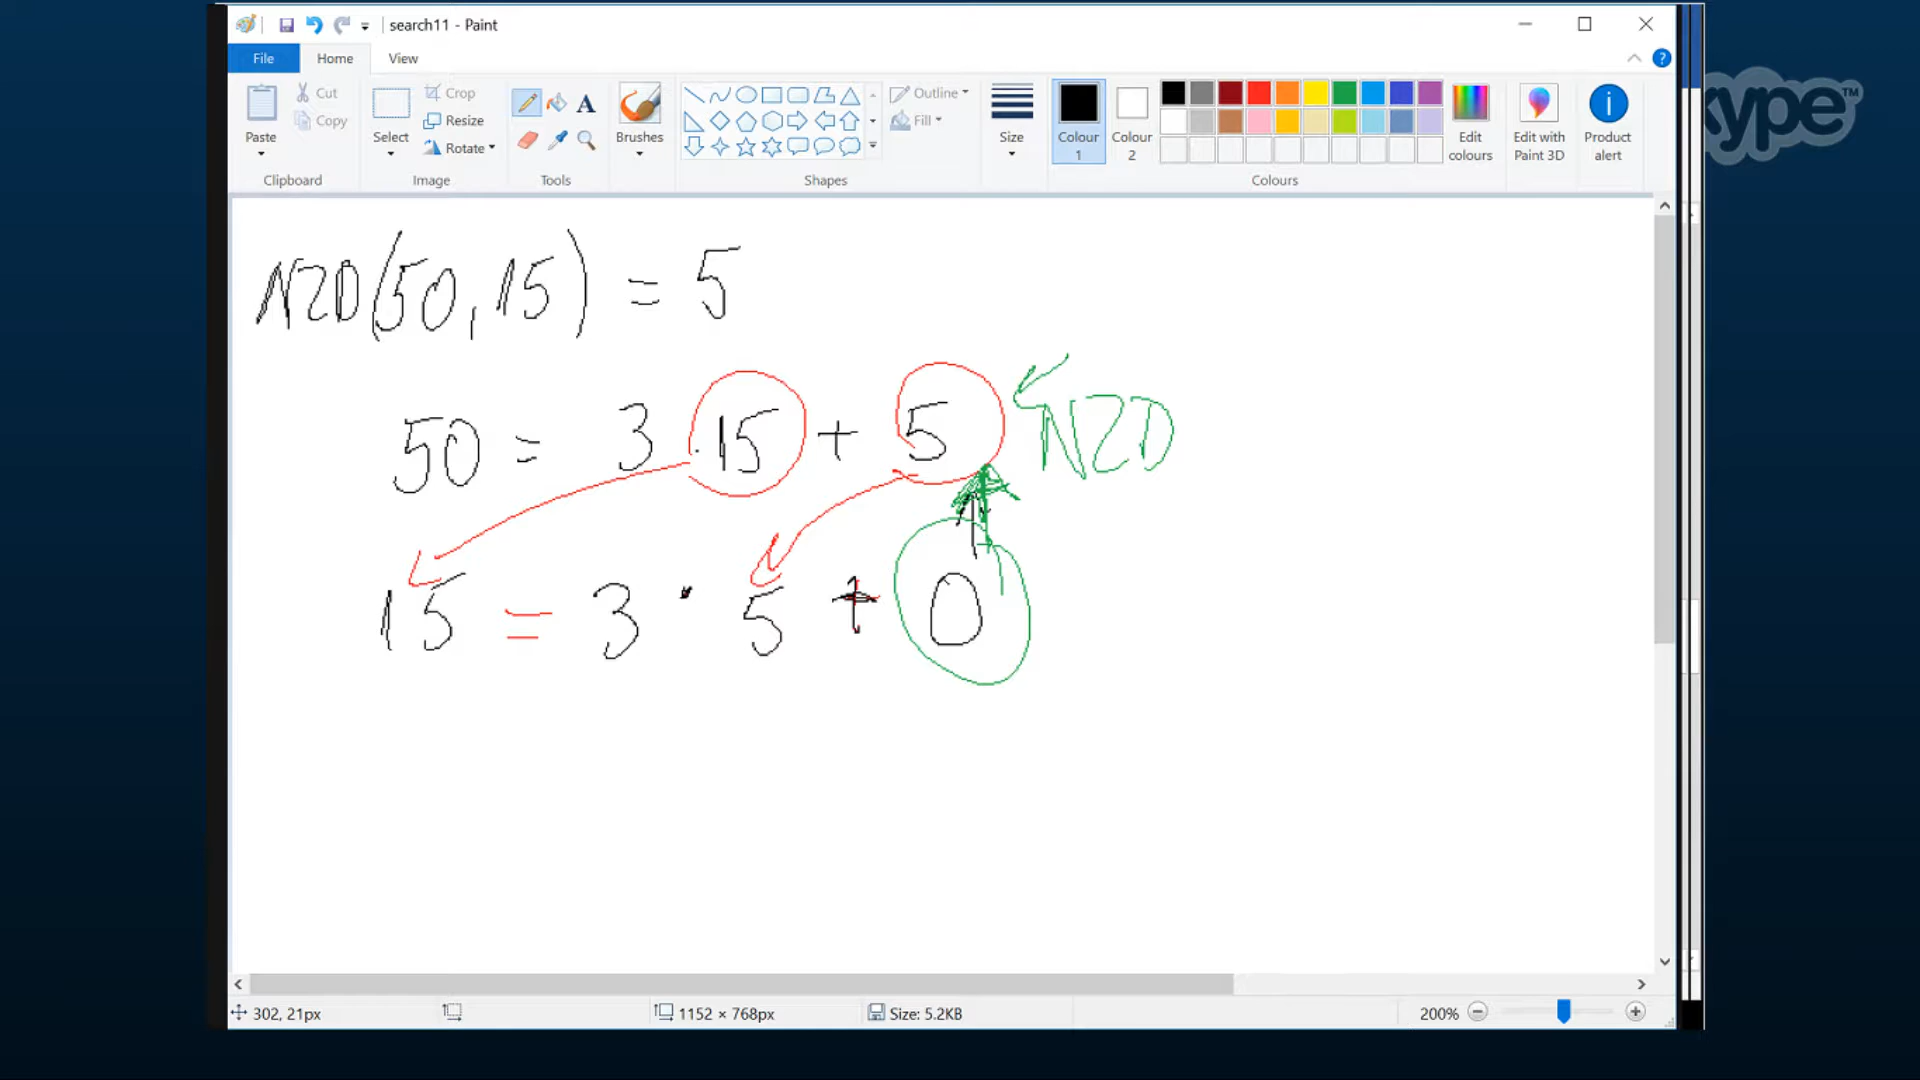 search11 - Paint
File Home View
Paste Cut Copy Clipboard
Select Crop Resize Rotate Image
A Tools
Brushes
Shapes Outline Fill
Size
Colour 1 Colour 2 Edit colours Colours
Edit with Paint 3D
Product alert
kype™
NZD(50,15) = 5
50 = 3 · 15 + 5 NZD
15 = 3 · 5 + 0
302, 21px 1152 × 768px Size: 5.2KB 200%